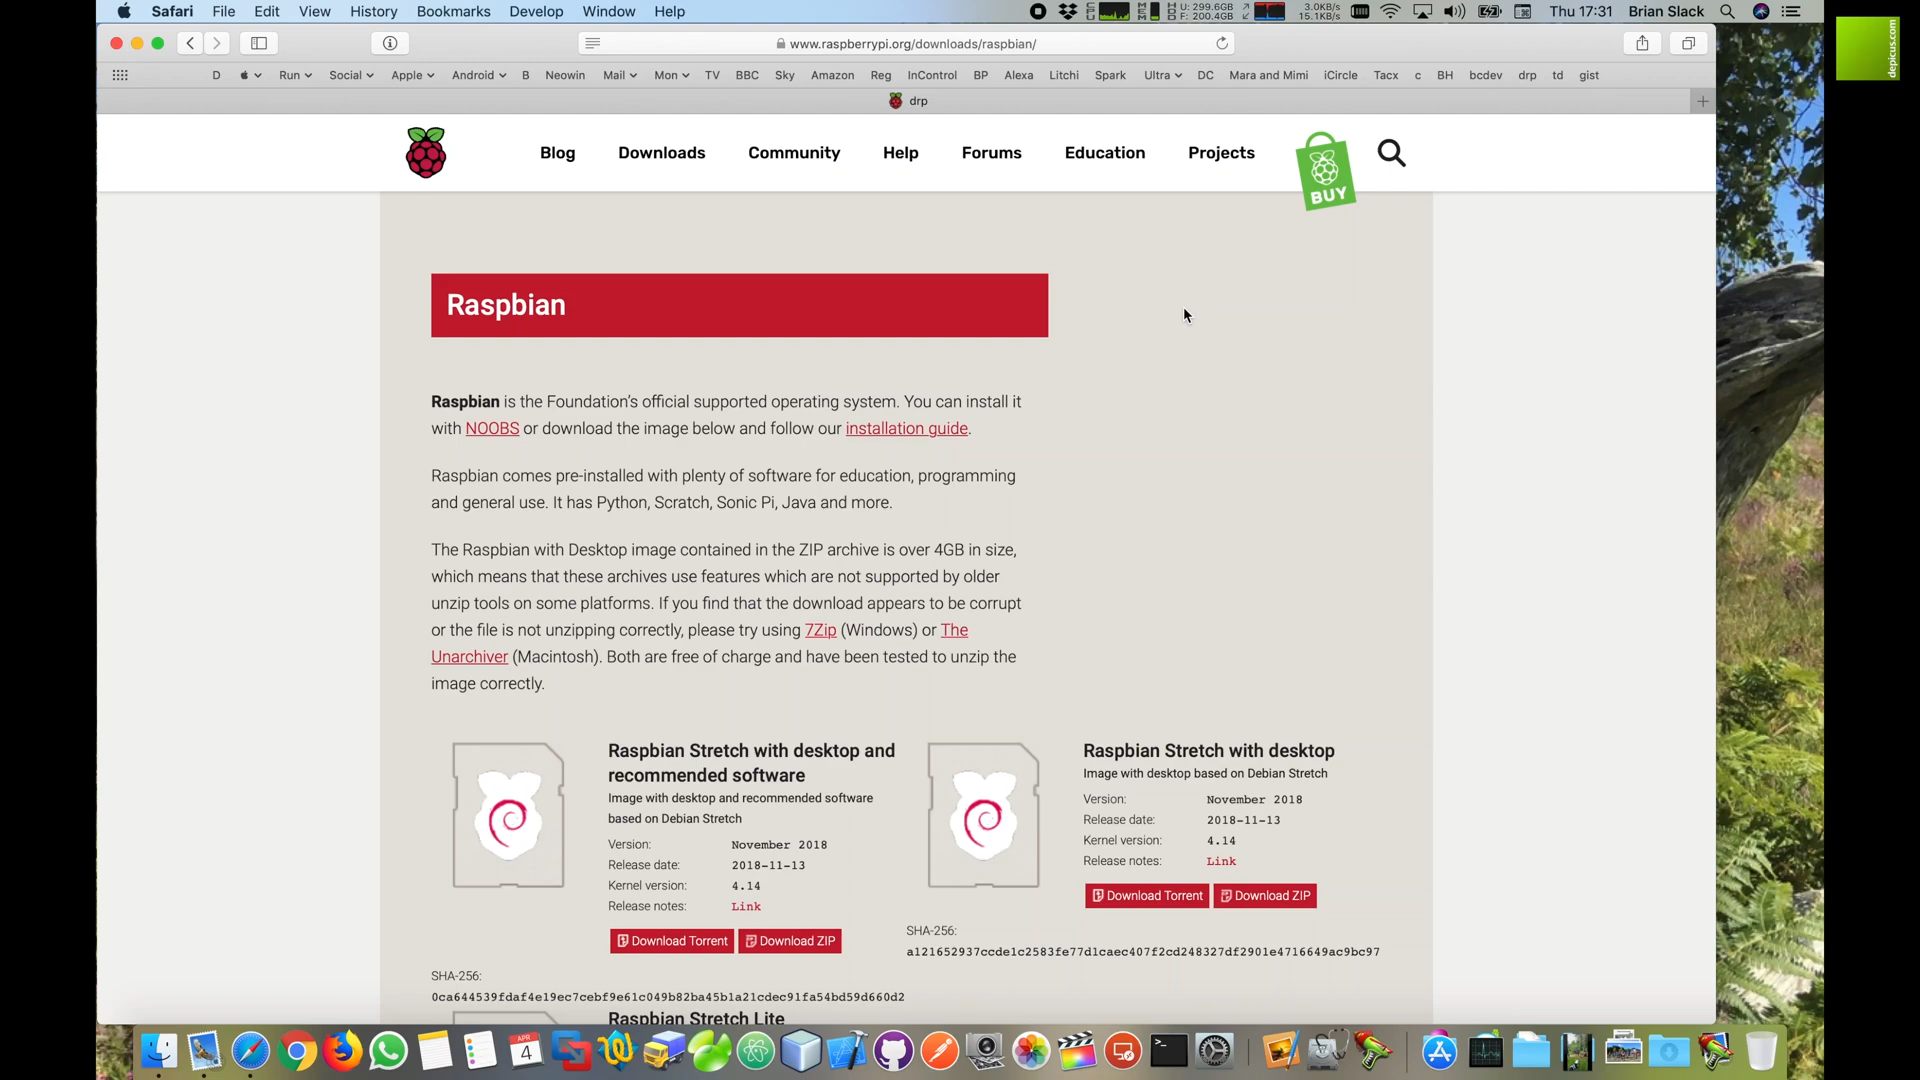 Safari File Edit View History Bookmarks Develop Window Help
U: 299.6GB
F: 200.4GB
3.0KB/s
15.1KB/s
Thu 17:31 Brian Slack
depicus.com
www.raspberrypi.org/downloads/raspbian/
D Run Social Apple Android B Neowin Mail Mon TV BBC Sky Amazon Reg InControl BP Alexa Litchi Spark Ultra DC Mara and Mimi iCircle Tacx c BH bcdev drp td gist
drp
Blog Downloads Community Help Forums Education Projects
BUY
Raspbian
Raspbian is the Foundation's official supported operating system. You can install it
with NOOBS or download the image below and follow our installation guide.
Raspbian comes pre-installed with plenty of software for education, programming
and general use. It has Python, Scratch, Sonic Pi, Java and more.
The Raspbian with Desktop image contained in the ZIP archive is over 4GB in size,
which means that these archives use features which are not supported by older
unzip tools on some platforms. If you find that the download appears to be corrupt
or the file is not unzipping correctly, please try using 7Zip (Windows) or The
Unarchiver (Macintosh). Both are free of charge and have been tested to unzip the
image correctly.
Raspbian Stretch with desktop and
recommended software
Image with desktop and recommended software
based on Debian Stretch
Version: November 2018
Release date: 2018-11-13
Kernel version: 4.14
Release notes: Link
Download Torrent Download ZIP
SHA-256:
0ca644539fdaf4e19ec7cebf9e61c049b82ba45b1a21cdec91fa54bd59d660d2
Raspbian Stretch with desktop
Image with desktop based on Debian Stretch
Version: November 2018
Release date: 2018-11-13
Kernel version: 4.14
Release notes: Link
Download Torrent Download ZIP
SHA-256:
a121652937ccde1c2583fe77d1caec407f2cd248327df2901e4716649ac9bc97
Raspbian Stretch Lite
APR
4